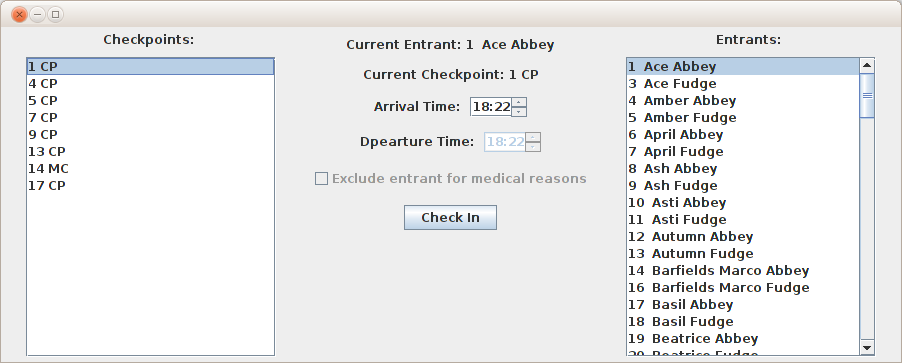 Checkpoints:
1 CP
4 CP
5 CP
7 CP
9 CP
13 CP
14 MC
17 CP
Current Entrant: 1 Ace Abbey
Current Checkpoint: 1 CP
Arrival Time: 18:22
Dpearture Time: 18:22
Exclude entrant for medical reasons
Check In
Entrants:
1 Ace Abbey
3 Ace Fudge
4 Amber Abbey
5 Amber Fudge
6 April Abbey
7 April Fudge
8 Ash Abbey
9 Ash Fudge
10 Asti Abbey
11 Asti Fudge
12 Autumn Abbey
13 Autumn Fudge
14 Barfields Marco Abbey
16 Barfields Marco Fudge
17 Basil Abbey
18 Basil Fudge
19 Beatrice Abbey
20 Beatrice Fudge